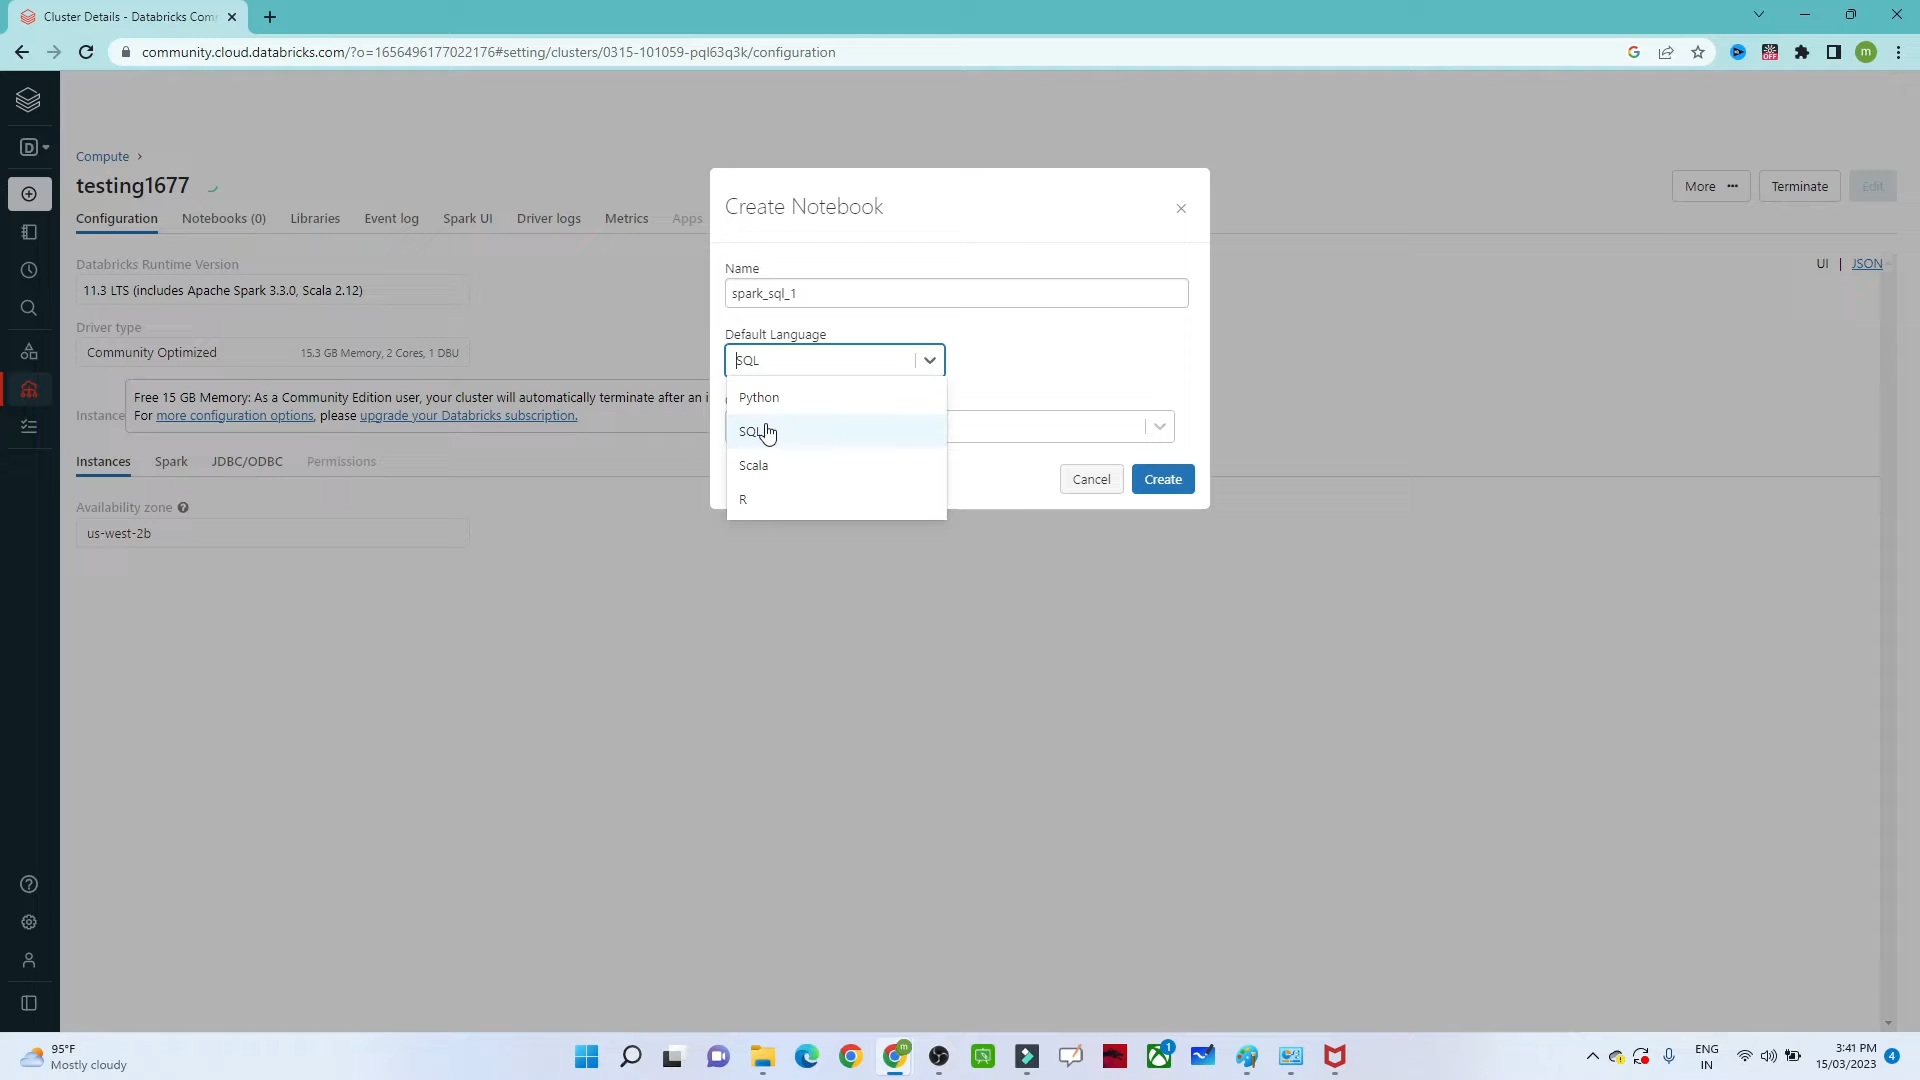 Cluster Details - Databricks Com
community.cloud.databricks.com/?o=1656496177022176#setting/clusters/0315-101059-pql63q3k/configuration
OFF
m
D
Compute
testing1677
More
Terminate
Edit
Configuration
Notebooks (0)
Libraries
Event log
Spark UI
Driver logs
Metrics
Apps
UI | JSON
Databricks Runtime Version
11.3 LTS (includes Apache Spark 3.3.0, Scala 2.12)
Driver type
Community Optimized
15.3 GB Memory, 2 Cores, 1 DBU
Instance
Free 15 GB Memory: As a Community Edition user, your cluster will automatically terminate after an i
For more configuration options, please upgrade your Databricks subscription.
Instances
Spark
JDBC/ODBC
Permissions
Availability zone
us-west-2b
Create Notebook
Name
spark_sql_1
Default Language
SQL
Python
SQL
Scala
R
Cancel
Create
95°F
Mostly cloudy
m
1
ENG
IN
3:41 PM
15/03/2023
4